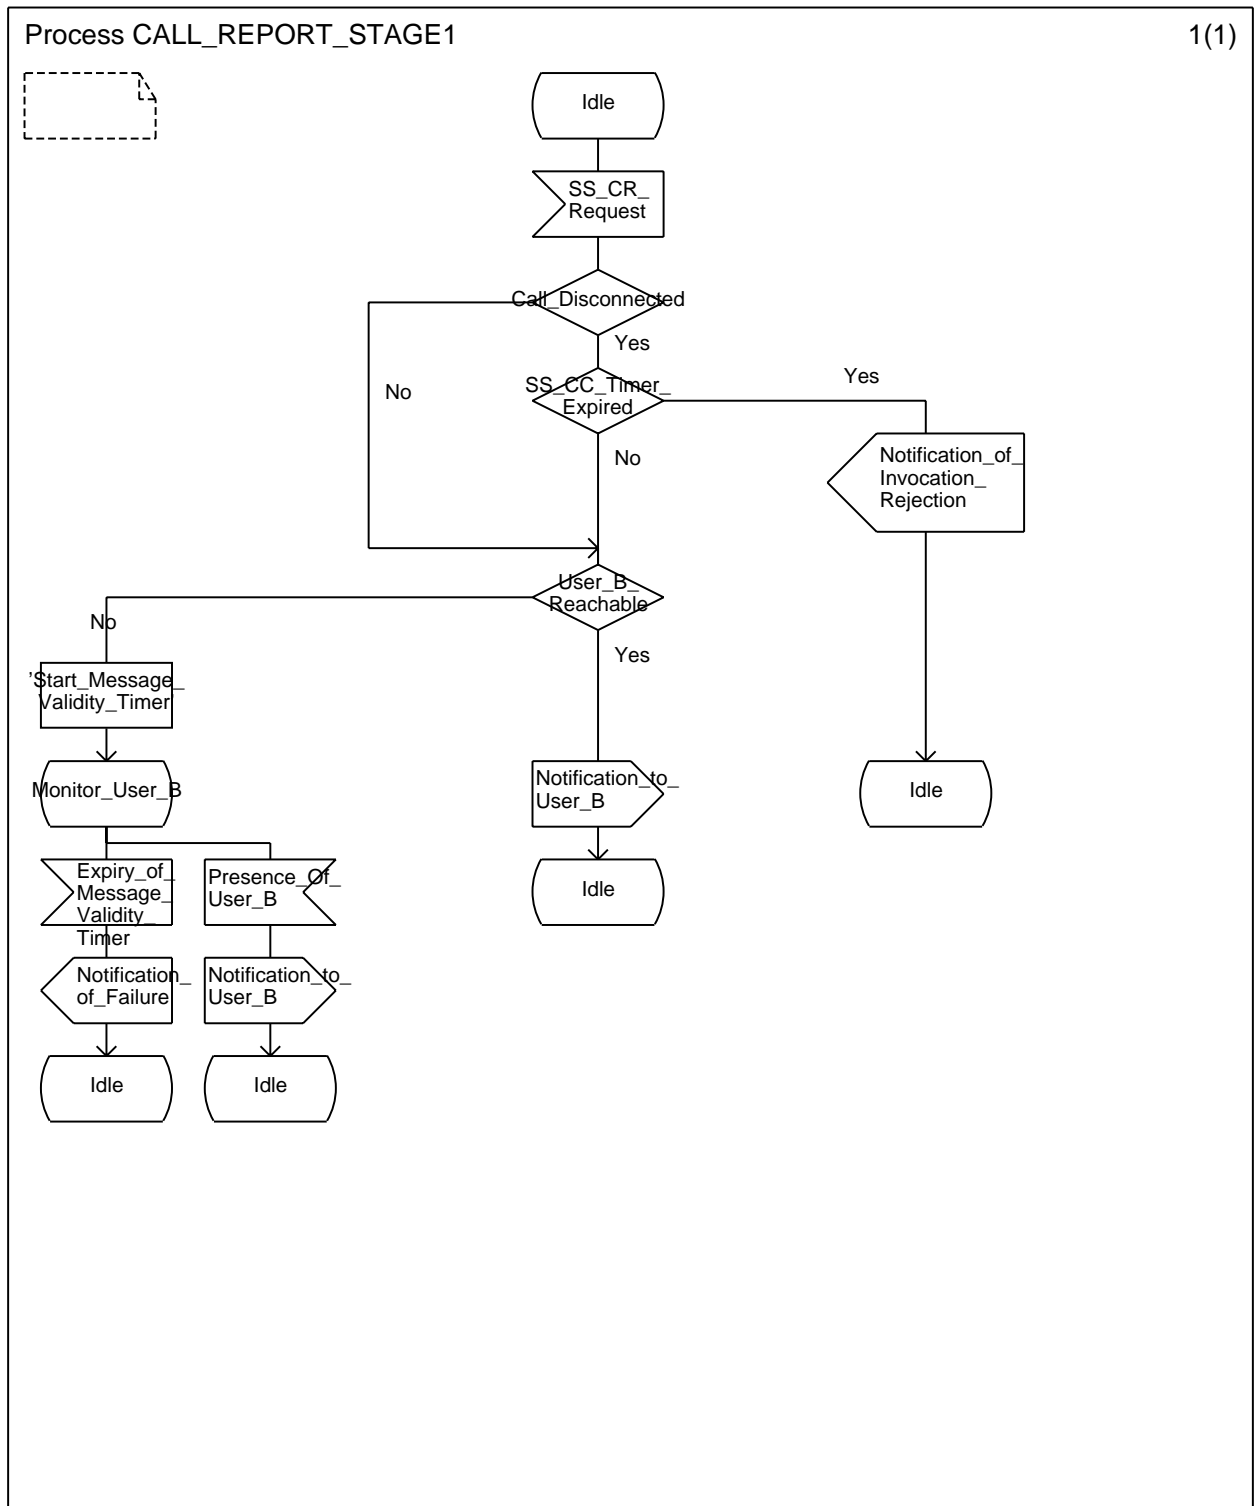 Process CALL_REPORT_STAGE1
1(1)
Idle
SS_CR_
Request
Call_Disconnected
Yes
No
SS_CC_Timer_
Expired
Yes
No
Notification_of_
Invocation_
Rejection
User_B_
Reachable
No
Yes
'Start_Message_
Validity_Timer'
Monitor_User_B
Notification_to_
User_B
Idle
Expiry_of_
Message_
Validity_
Timer
Presence_Of_
User_B
Idle
Notification_
of_Failure
Notification_to_
User_B
Idle
Idle